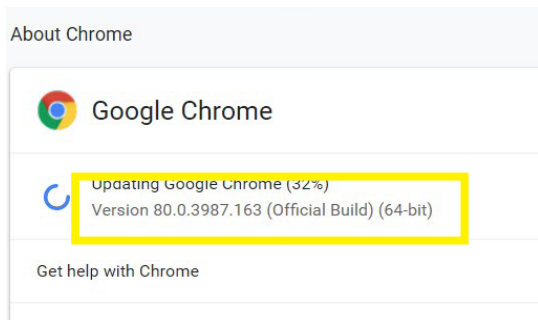 About Chrome
Google Chrome
Updating Google Chrome (32%)
Version 80.0.3987.163 (Official Build) (64-bit)
Get help with Chrome